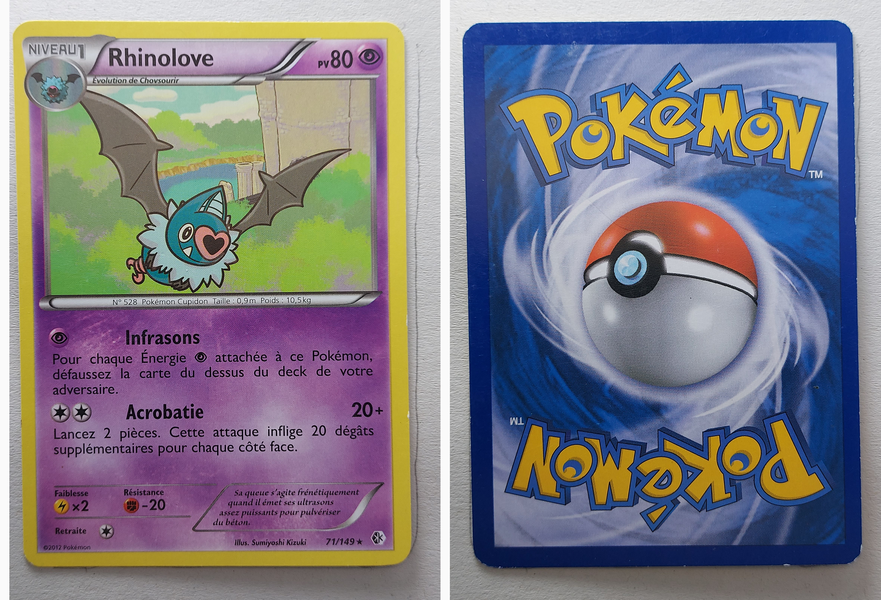 NIVEAU 1
Rhinolove
PV 80
Évolution de Chovsourir
N° 528 Pokémon Cupidon Taille : 0,9 m. Poids : 10,5 kg
Infrasons
Pour chaque Énergie attachée à ce Pokémon,
défaussez la carte du dessus du deck de votre
adversaire.
Acrobatie 20+
Lancez 2 pièces. Cette attaque inflige 20 dégâts
supplémentaires pour chaque côté face.
Faiblesse
×2
Résistance
-20
Retraite
Sa queue s'agite frénétiquement
quand il émet ses ultrasons
assez puissants pour pulvériser
du béton.
©2012 Pokémon
Illus. Sumiyoshi Kizuki
71/149 ★
POKéMON
TM
TM
POKéMON